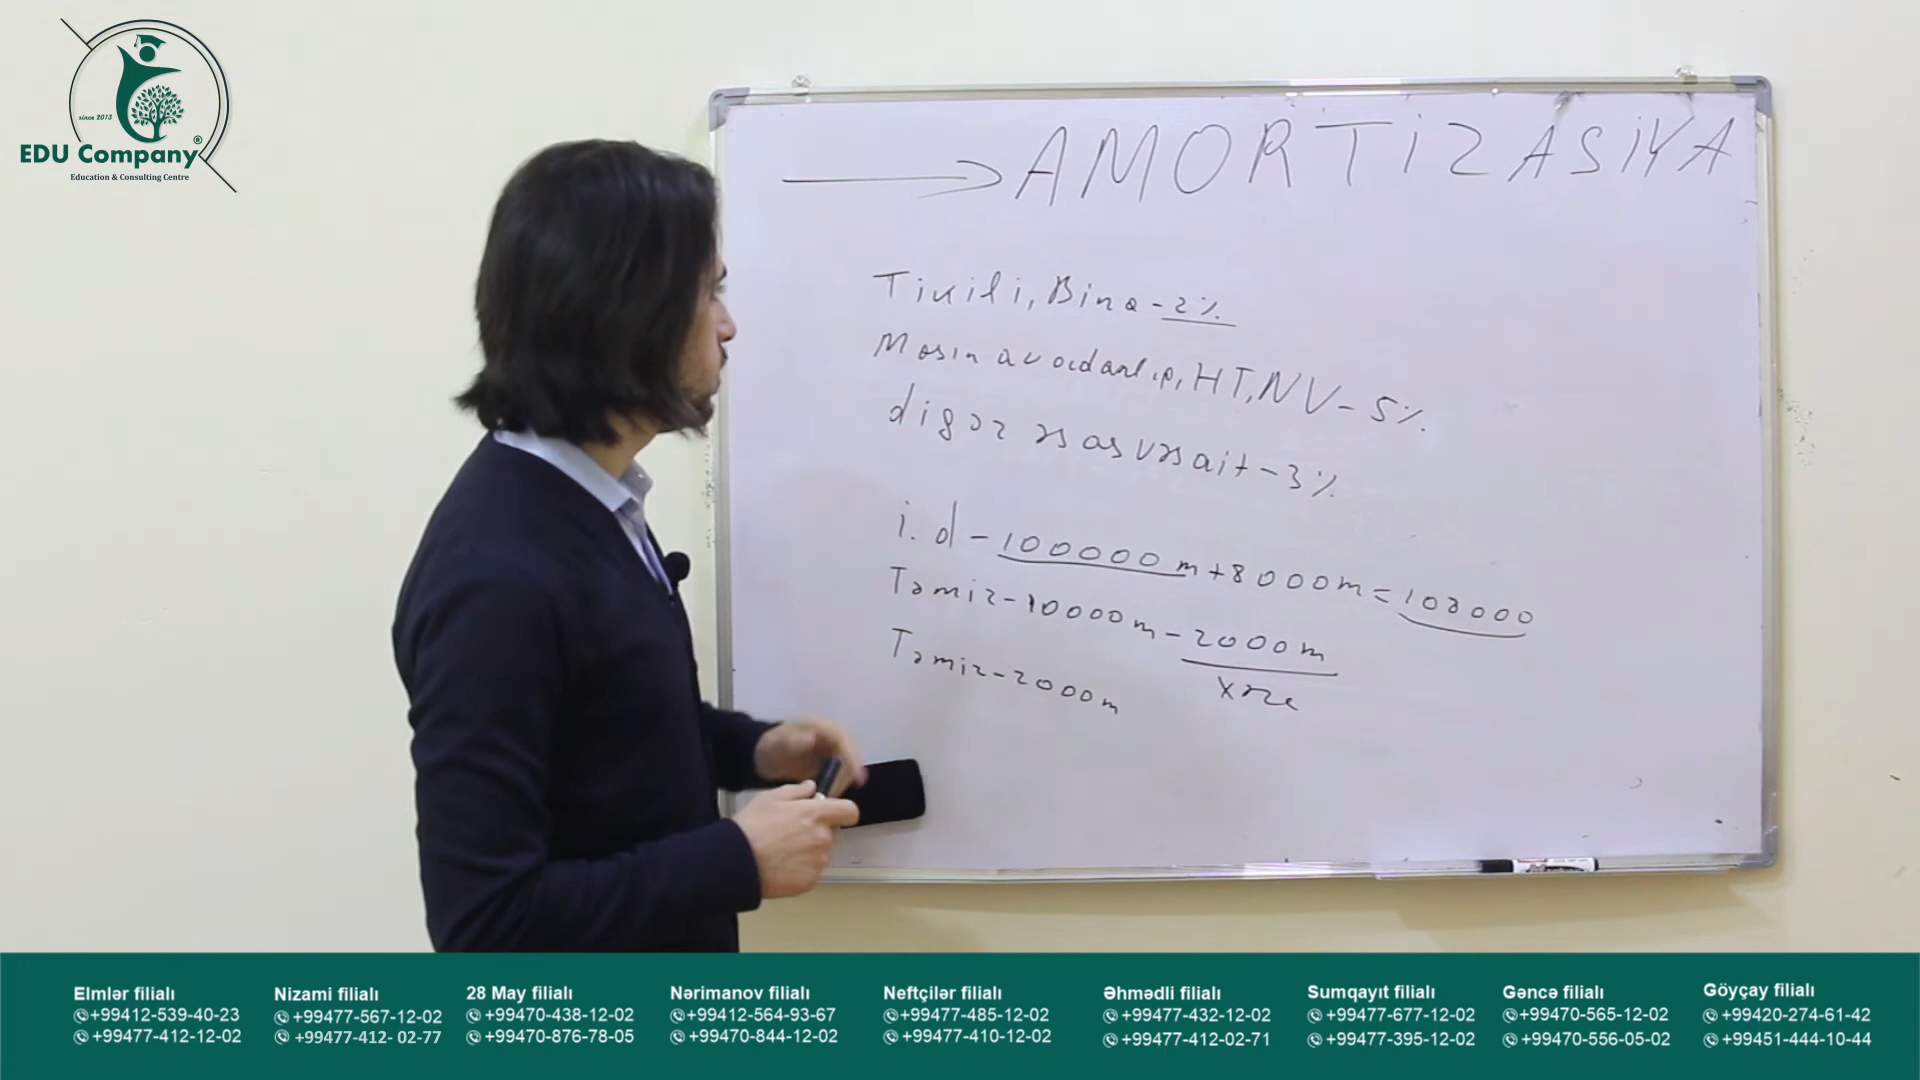 since 2013
EDU Company®
Education & Consulting Centre
→ AMORTİZASİYA
Tikili, Bina - 2%
Maşın avadanlıq, HT, NV - 5%
digər əsas vəsait - 3%
i. d - 100000 m + 8000m = 108000
Təmir - 10000m - 2000m
xərc
Təmir - 2000m
Elmlər filialı
+99412-539-40-23
+99477-412-12-02
Nizami filialı
+99477-567-12-02
+99477-412- 02-77
28 May filialı
+99470-438-12-02
+99470-876-78-05
Nərimanov filialı
+99412-564-93-67
+99470-844-12-02
Neftçilər filialı
+99477-485-12-02
+99477-410-12-02
Əhmədli filialı
+99477-432-12-02
+99477-412-02-71
Sumqayıt filialı
+99477-677-12-02
+99477-395-12-02
Gəncə filialı
+99470-565-12-02
+99470-556-05-02
Göyçay filialı
+99420-274-61-42
+99451-444-10-44